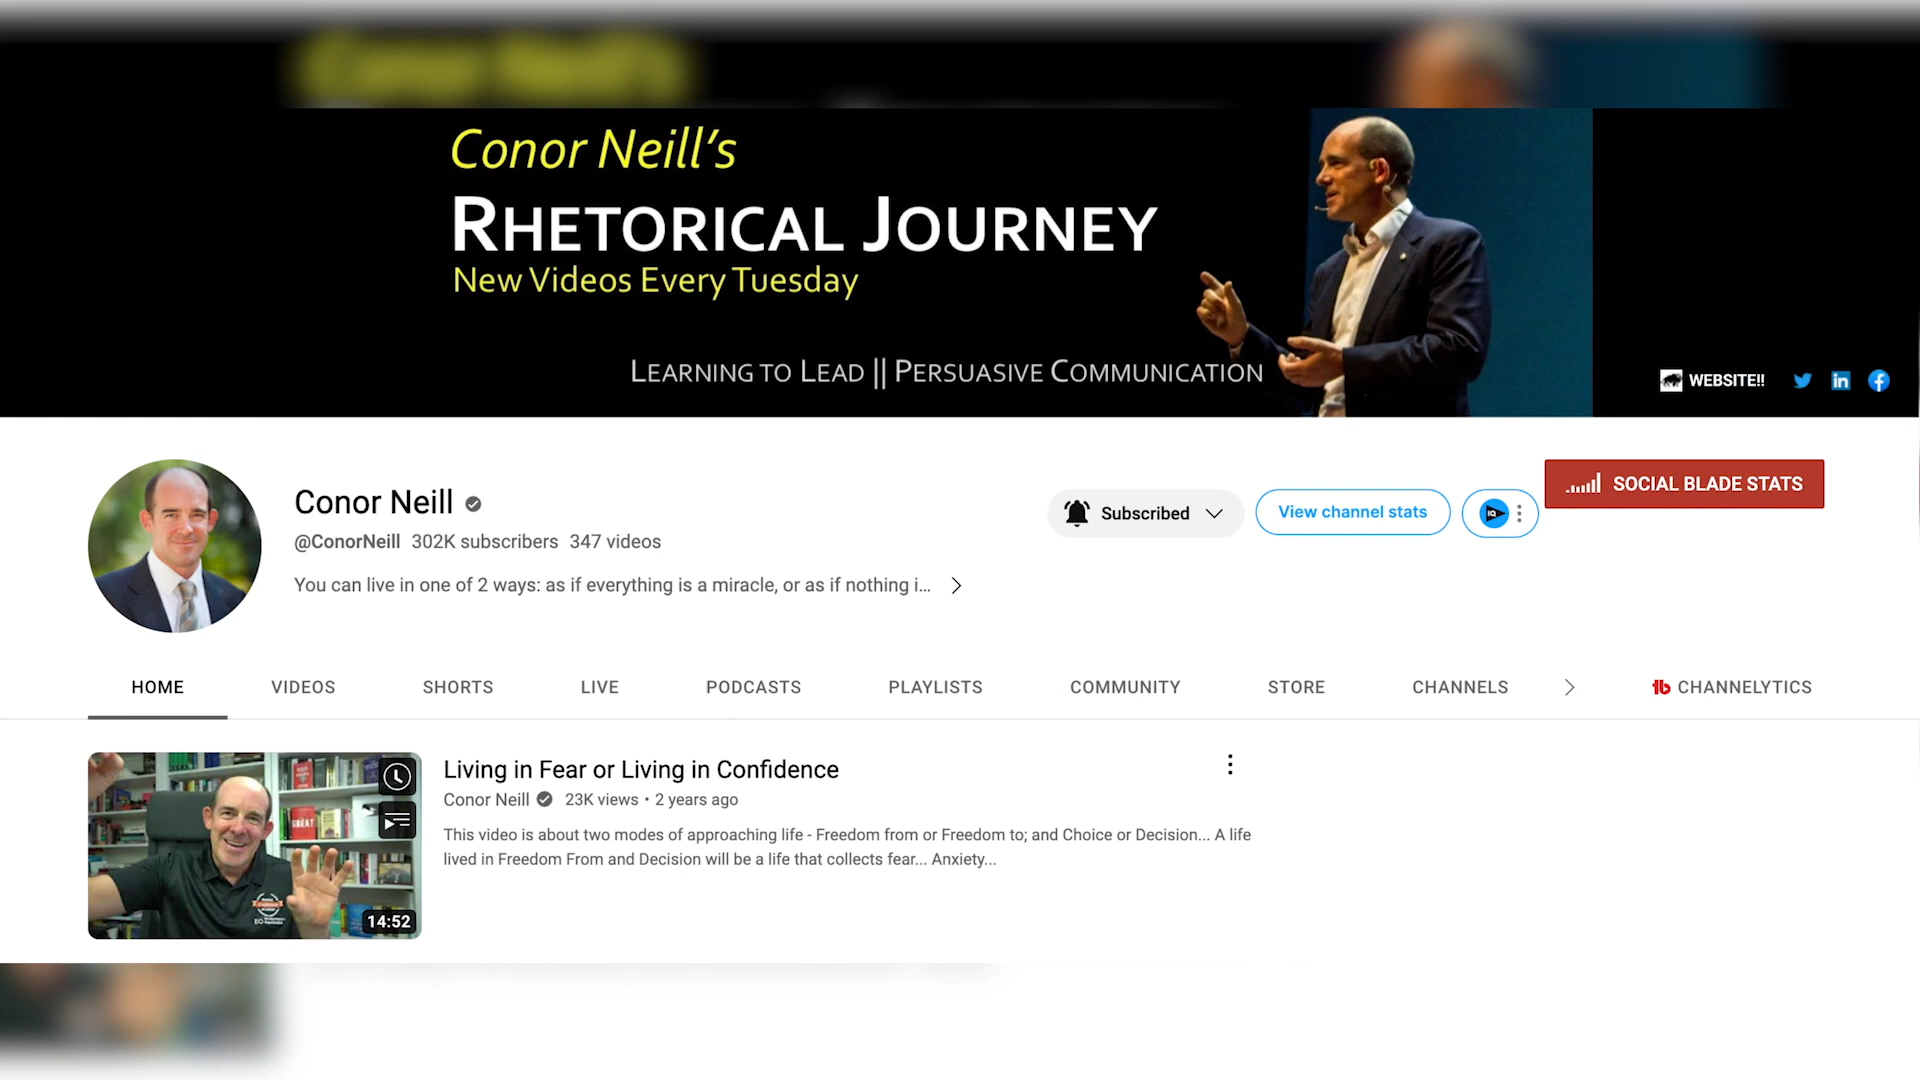 Conor Neill's
RHETORICAL JOURNEY
New Videos Every Tuesday
LEARNING TO LEAD || PERSUASIVE COMMUNICATION
WEBSITE!!
SOCIAL BLADE STATS
Conor Neill
Subscribed
View channel stats
IQ
@ConorNeill 302K subscribers 347 videos
You can live in one of 2 ways: as if everything is a miracle, or as if nothing i...
HOME VIDEOS SHORTS LIVE PODCASTS PLAYLISTS COMMUNITY STORE CHANNELS CHANNELYTICS
Living in Fear or Living in Confidence
Conor Neill 23K views • 2 years ago
This video is about two modes of approaching life - Freedom from or Freedom to; and Choice or Decision... A life
lived in Freedom From and Decision will be a life that collects fear... Anxiety...
GREAT
EO
14:52